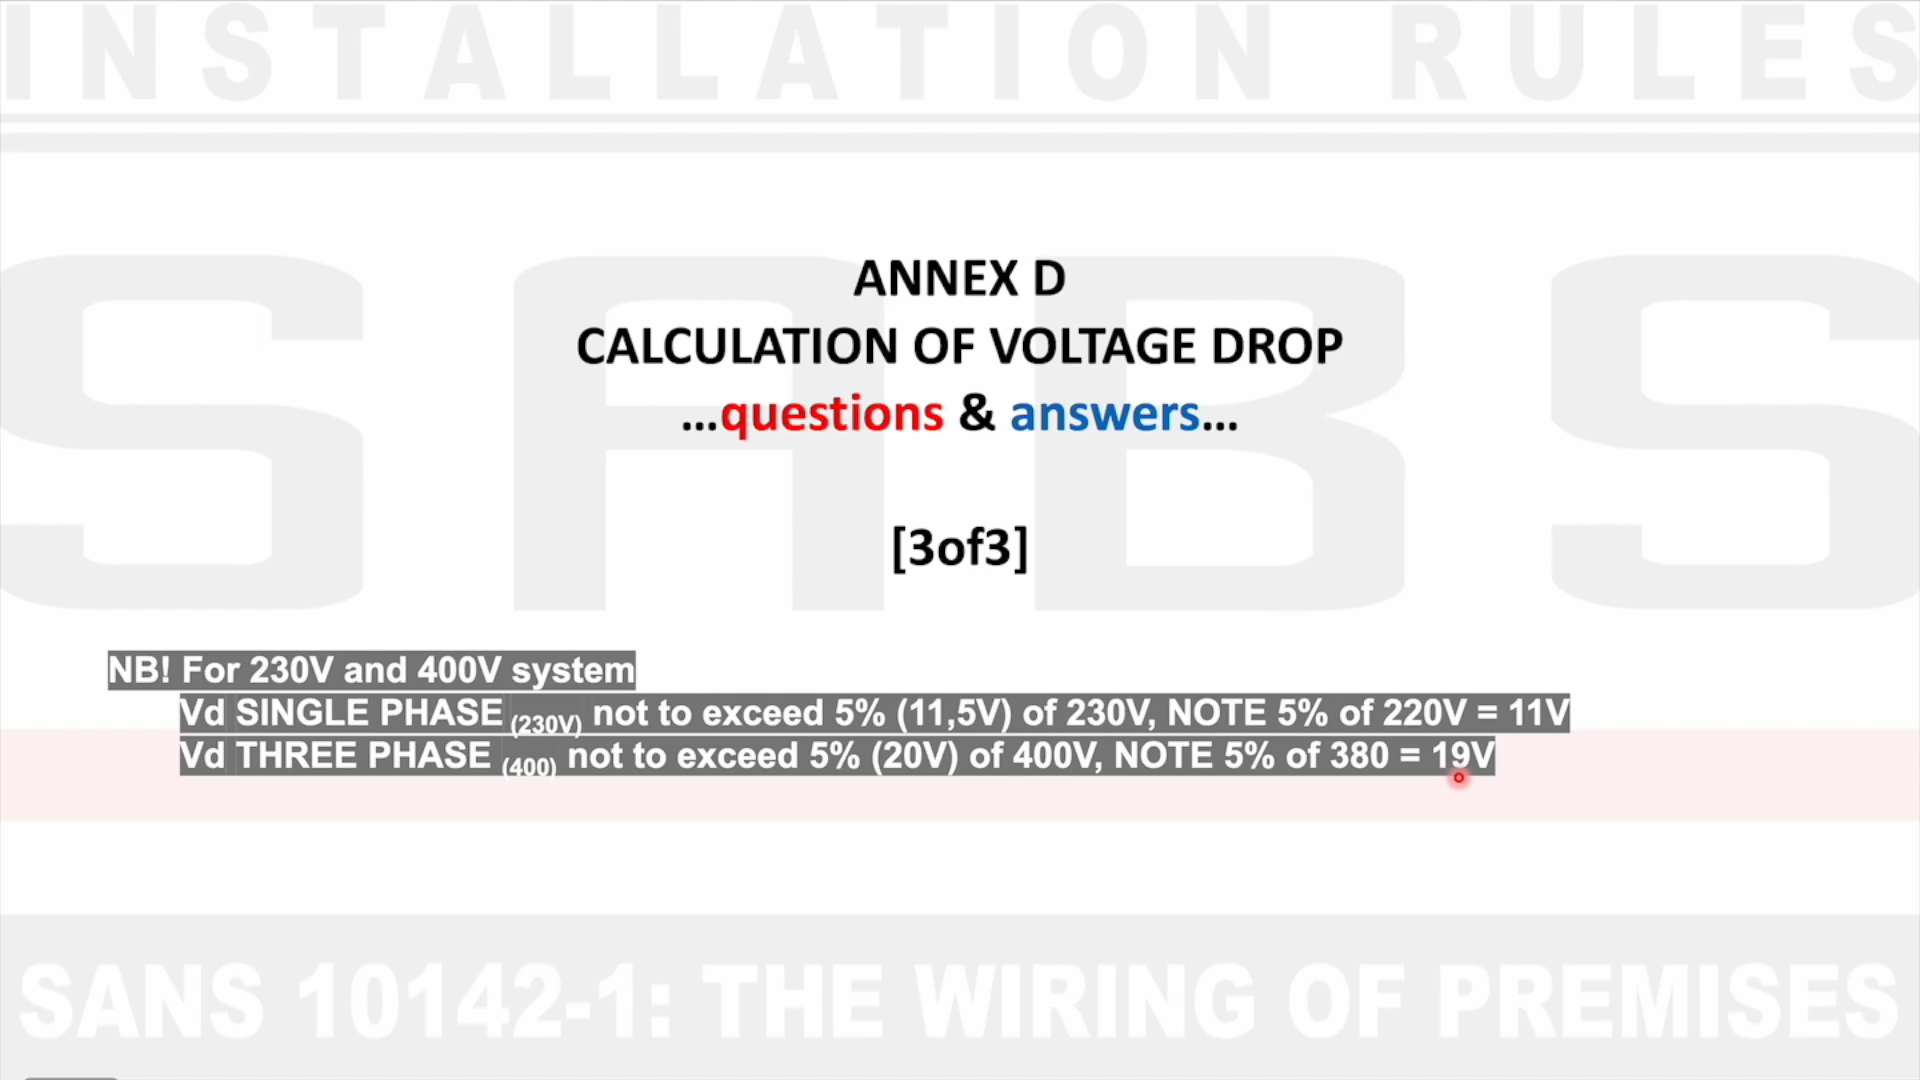 INSTALLATION RULES
SABS
ANNEX D
CALCULATION OF VOLTAGE DROP
...questions & answers...
[3of3]
NB! For 230V and 400V system
Vd SINGLE PHASE (230V) not to exceed 5% (11,5V) of 230V, NOTE 5% of 220V = 11V
Vd THREE PHASE (400) not to exceed 5% (20V) of 400V, NOTE 5% of 380 = 19V
SANS 10142-1: THE WIRING OF PREMISES